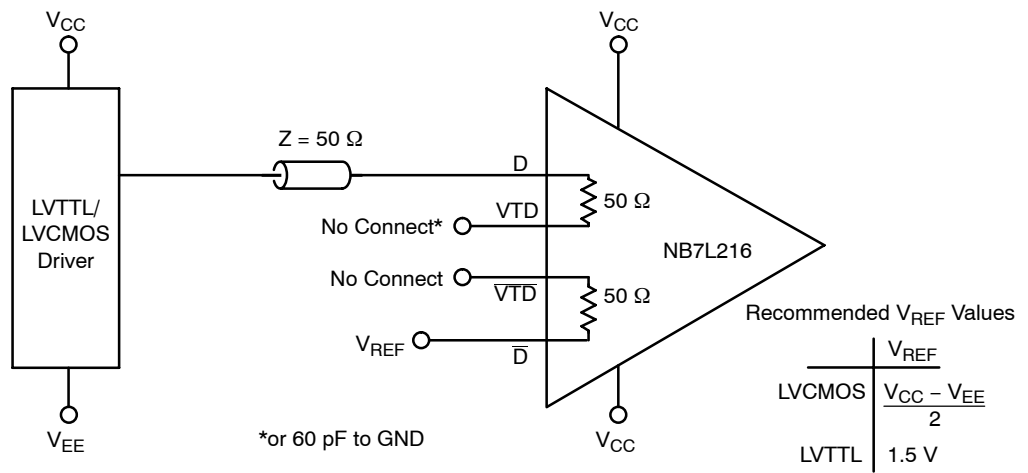 VCC
VCC
Z = 50 Ω
D
LVTTL/
LVCMOS
Driver
50 Ω
No Connect*
VTD
NB7L216
No Connect
V̅T̅D̅
50 Ω
Recommended VREF Values
VREF
D̅
VREF
LVCMOS
VCC – VEE
2
VEE
*or 60 pF to GND
VCC
LVTTL
1.5 V